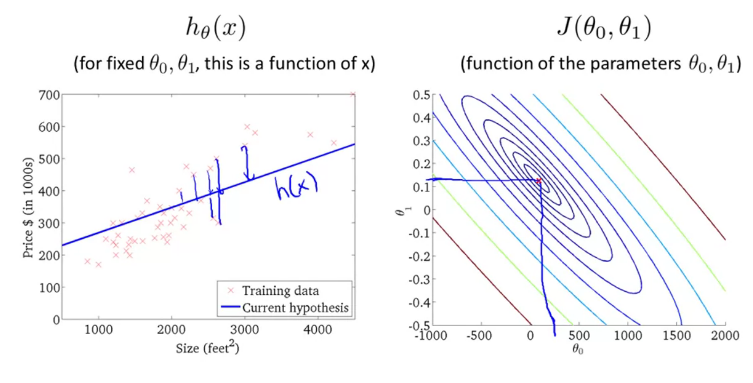 h_θ(x)
(for fixed θ₀, θ₁, this is a function of x)
700
600
500
400
300
200
100
0
Price $ (in 1000s)
1000 2000 3000 4000
Size (feet²)
h(x)
Training data
Current hypothesis
J(θ₀, θ₁)
(function of the parameters θ₀, θ₁)
0.5
0.4
0.3
0.2
0.1
0
-0.1
-0.2
-0.3
-0.4
-0.5
θ₁
-1000 -500 0 500 1000 1500 2000
θ₀